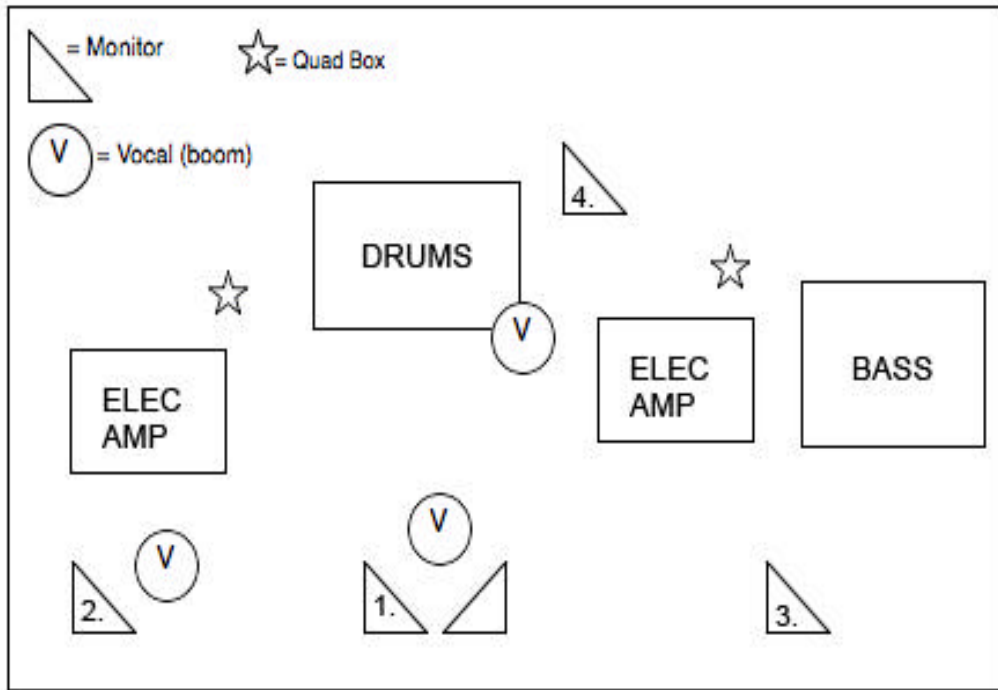 = Monitor
= Quad Box
V
= Vocal (boom)
4.
DRUMS
V
ELEC
AMP
ELEC
AMP
BASS
V
V
2.
1.
3.